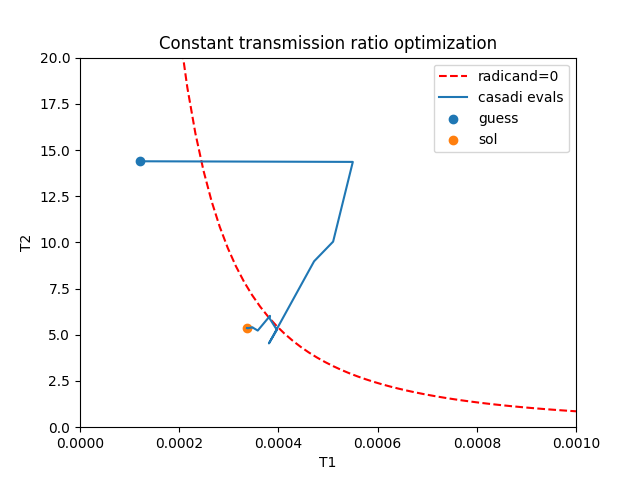 Constant transmission ratio optimization
radicand=0
casadi evals
guess
sol
T2
20.0
17.5
15.0
12.5
10.0
7.5
5.0
2.5
0.0
0.0000
0.0002
0.0004
0.0006
0.0008
0.0010
T1